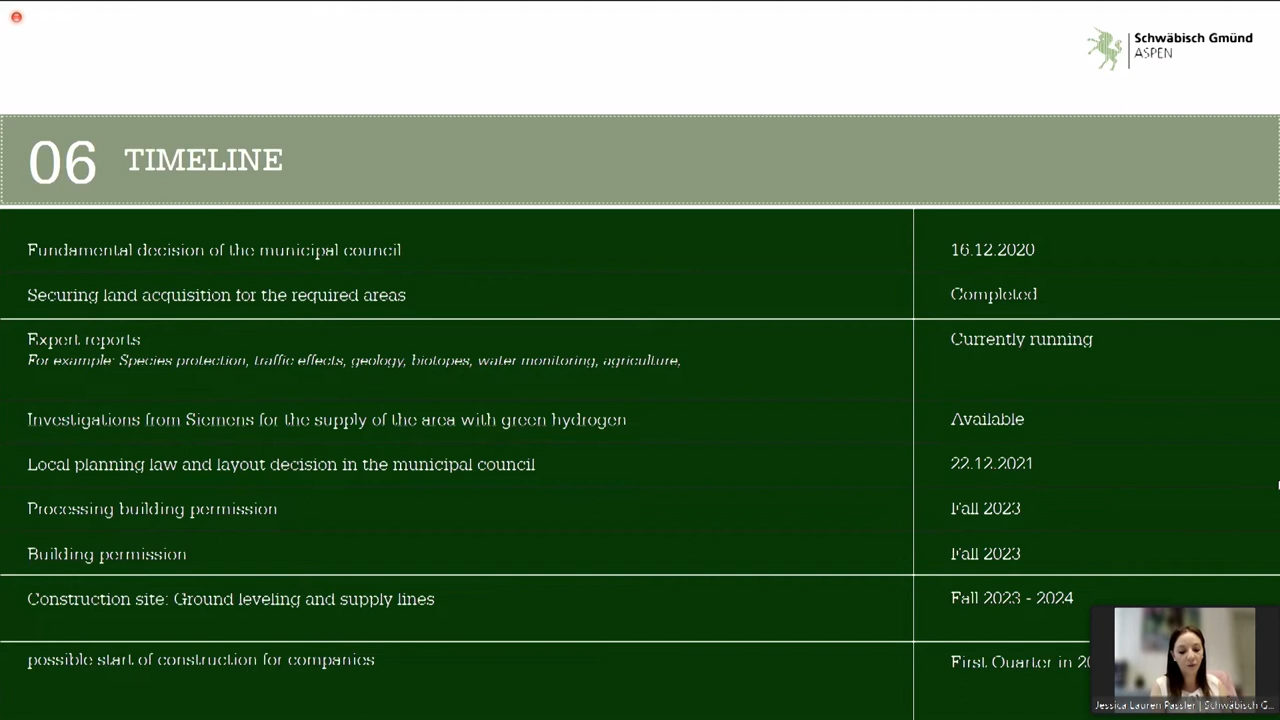 Schwäbisch Gmünd
ASPEN
06 TIMELINE
Fundamental decision of the municipal council 16.12.2020
Securing land acquisition for the required areas Completed
Expert reports Currently running
For example: Species protection, traffic effects, geology, biotopes, water monitoring, agriculture,
Investigations from Siemens for the supply of the area with green hydrogen Available
Local planning law and layout decision in the municipal council 22.12.2021
Processing building permission Fall 2023
Building permission Fall 2023
Construction site: Ground leveling and supply lines Fall 2023 - 2024
possible start of construction for companies First Quarter in
Jessica Lauren Passler | Schwäbisch G...